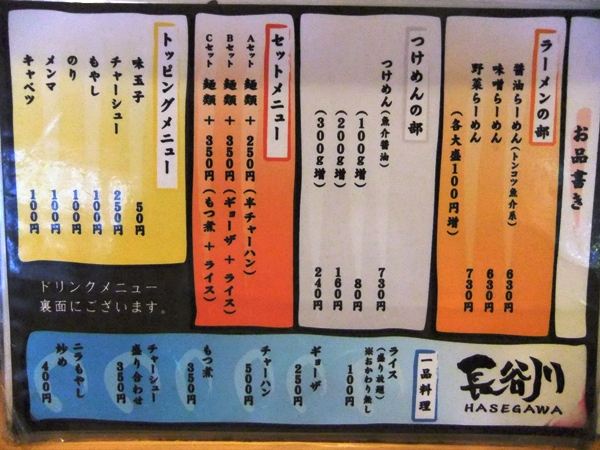 お品書き
ラーメンの部
醤油らーめん(トンコツ魚介系) 630円
味噌らーめん 630円
野菜らーめん 730円
(各大盛100円増)
つけめんの部
つけめん(魚介醤油) 730円
(100g増) 80円
(200g増) 160円
(300g増) 240円
セットメニュー
Aセット 麺類 + 250円(半チャーハン)
Bセット 麺類 + 350円(ギョーザ + ライス)
Cセット 麺類 + 350円(もつ煮 + ライス)
トッピングメニュー
味玉子 50円
チャーシュー 250円
もやし 100円
のり 100円
メンマ 100円
キャベツ 100円
ドリンクメニュー
裏面にございます。
長谷川
HASEGAWA
一品料理
ライス
(盛り放題)
※おかわり無し
100円
ギョーザ 250円
チャーハン 500円
もつ煮 350円
チャーシュー
盛り合わせ
350円
ニラもやし
炒め
400円